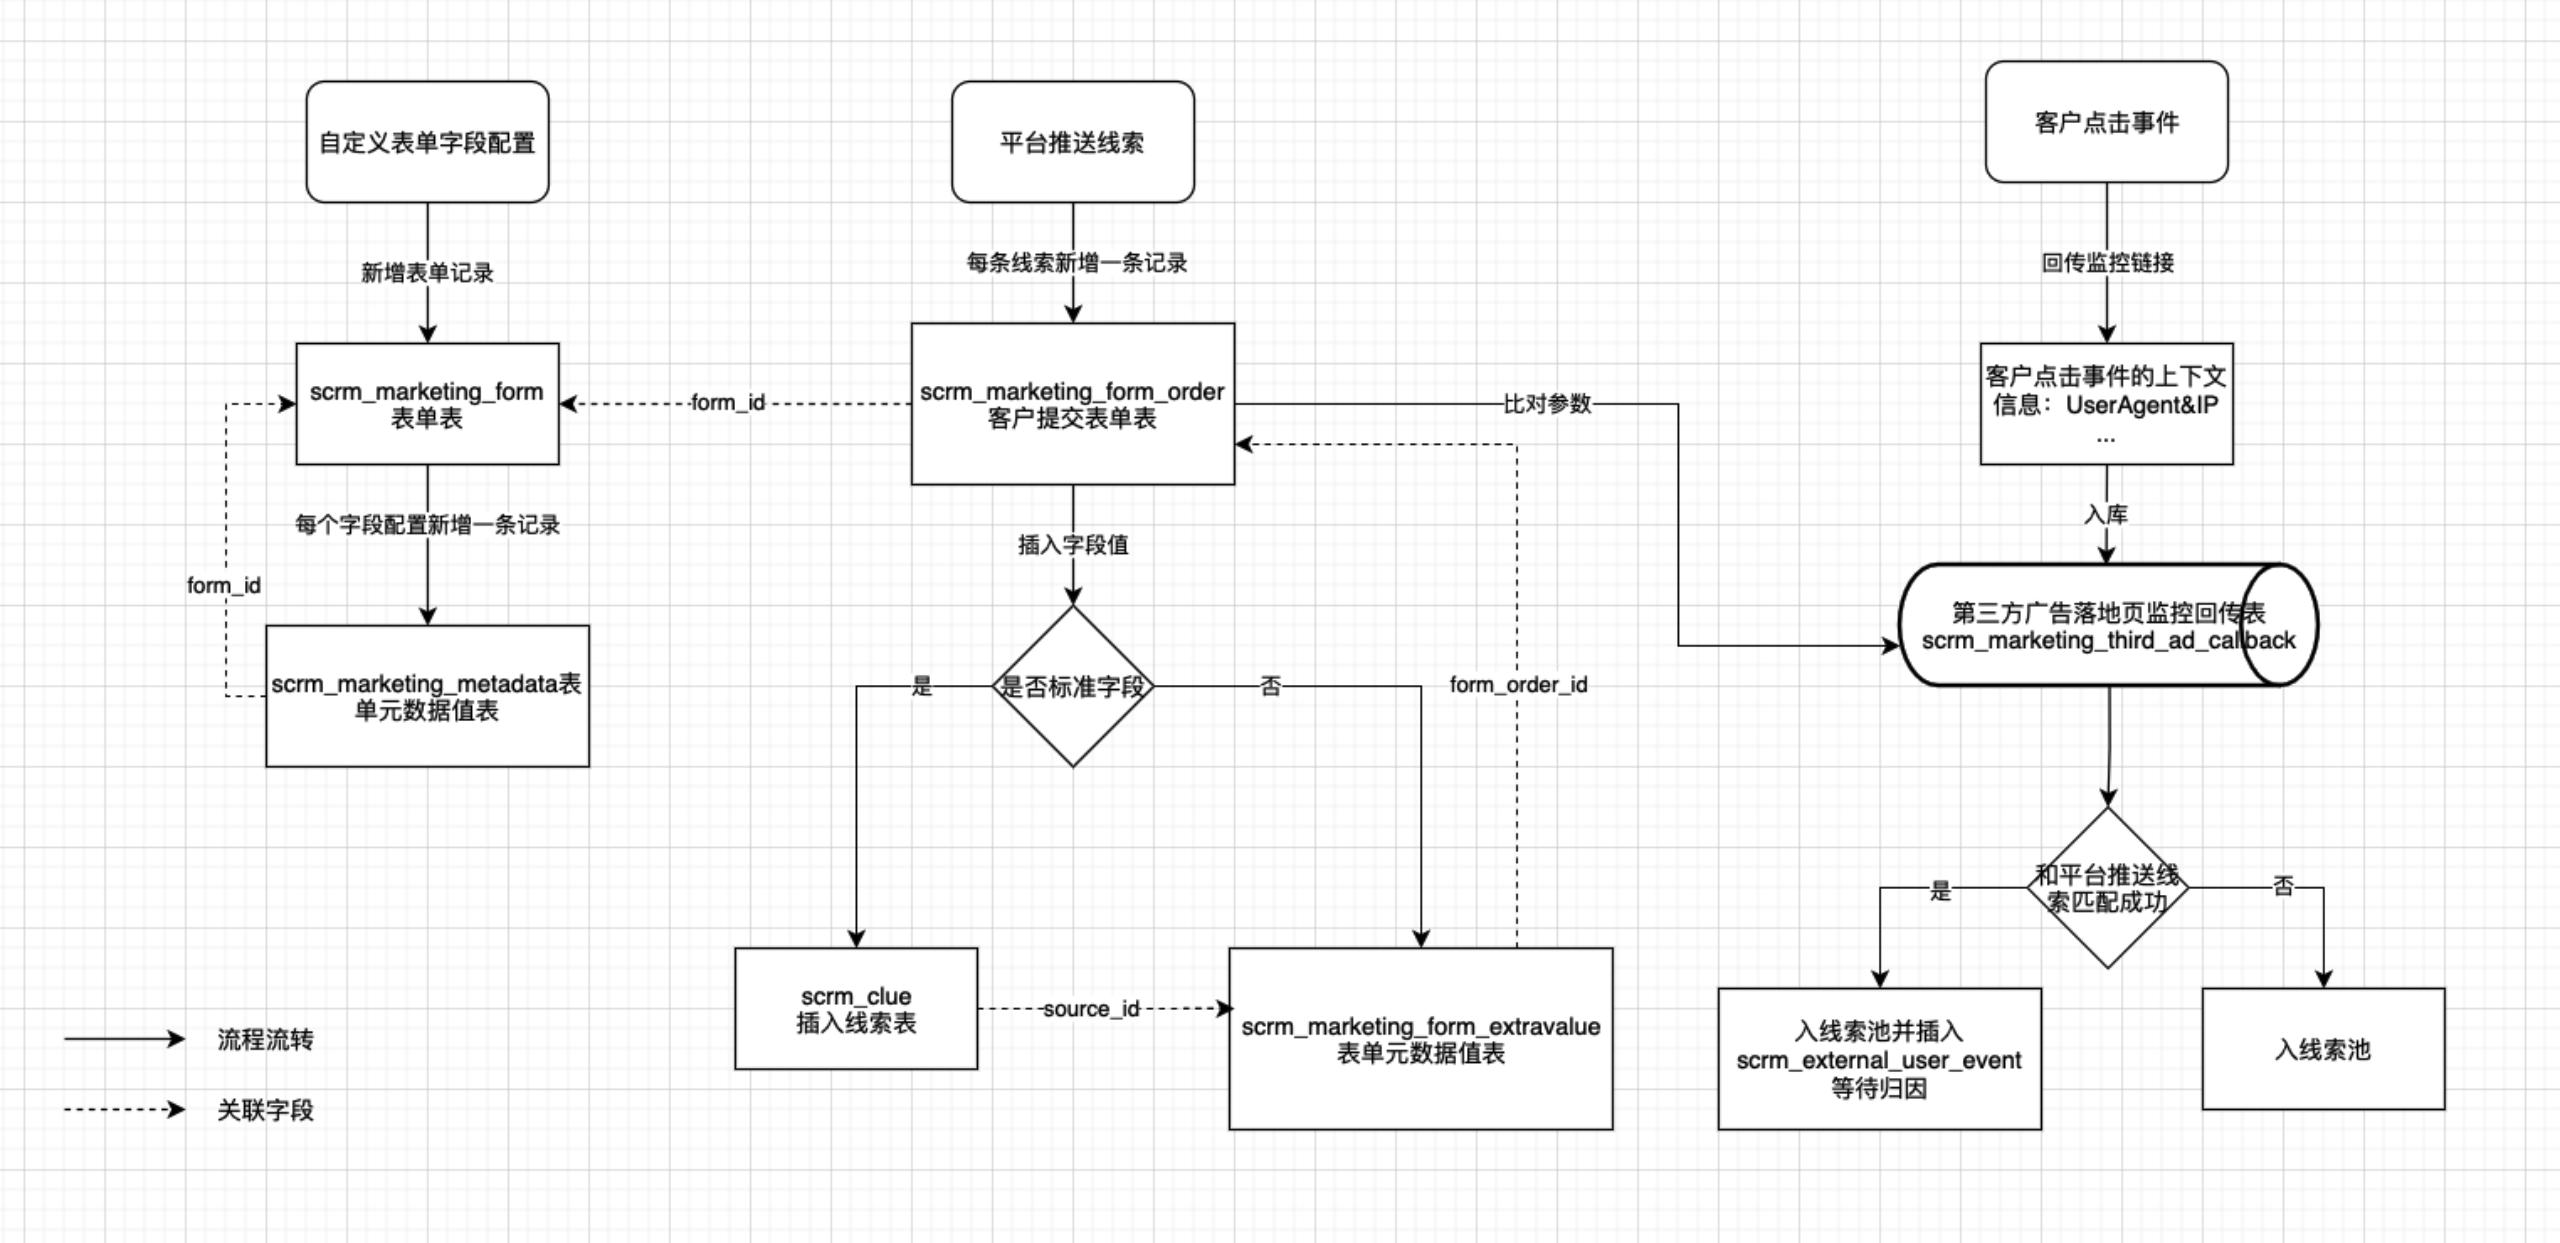 自定义表单字段配置
平台推送线索
客户点击事件
新增表单记录
每条线索新增一条记录
回传监控链接
scrm_marketing_form
表单表
form_id
scrm_marketing_form_order
客户提交表单表
比对参数
客户点击事件的上下文
信息：UserAgent&IP
...
每个字段配置新增一条记录
插入字段值
入库
form_id
第三方广告落地页监控回传表
scrm_marketing_third_ad_callback
scrm_marketing_metadata表
单元数据值表
是
是否标准字段
否
form_order_id
是
和平台推送线
索匹配成功
否
scrm_clue
插入线索表
source_id
scrm_marketing_form_extravalue
表单元数据值表
入线索池并插入
scrm_external_user_event
等待归因
入线索池
流程流转
关联字段